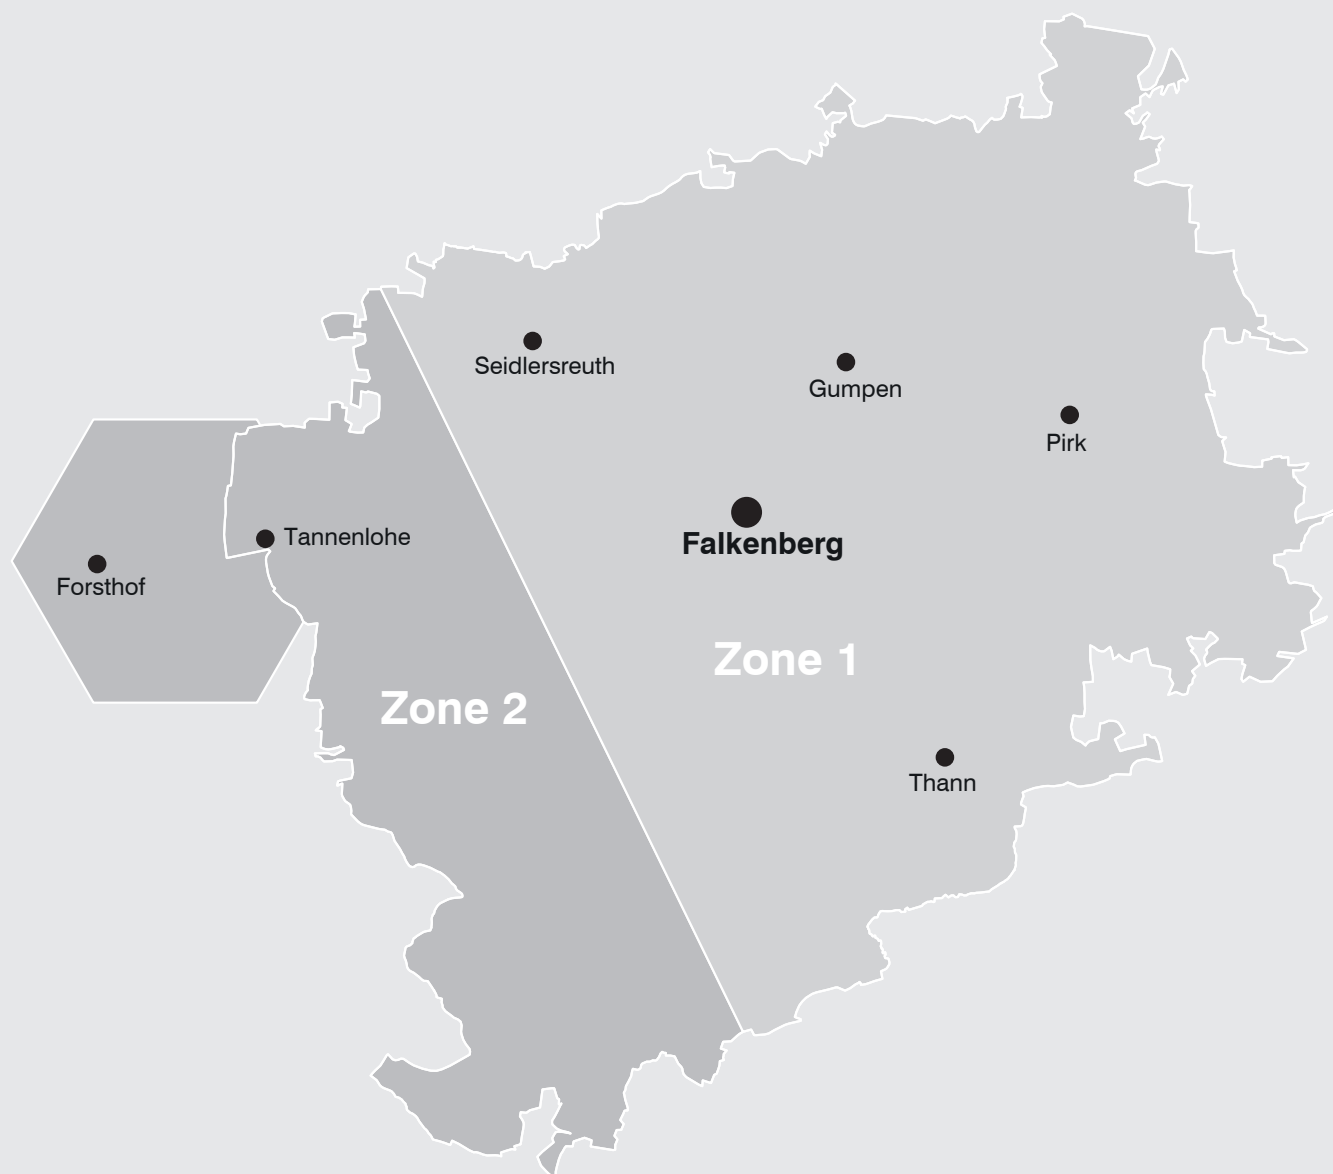 Seidlersreuth
Gumpen
Pirk
Falkenberg
Tannenlohe
Forsthof
Zone 1
Zone 2
Thann